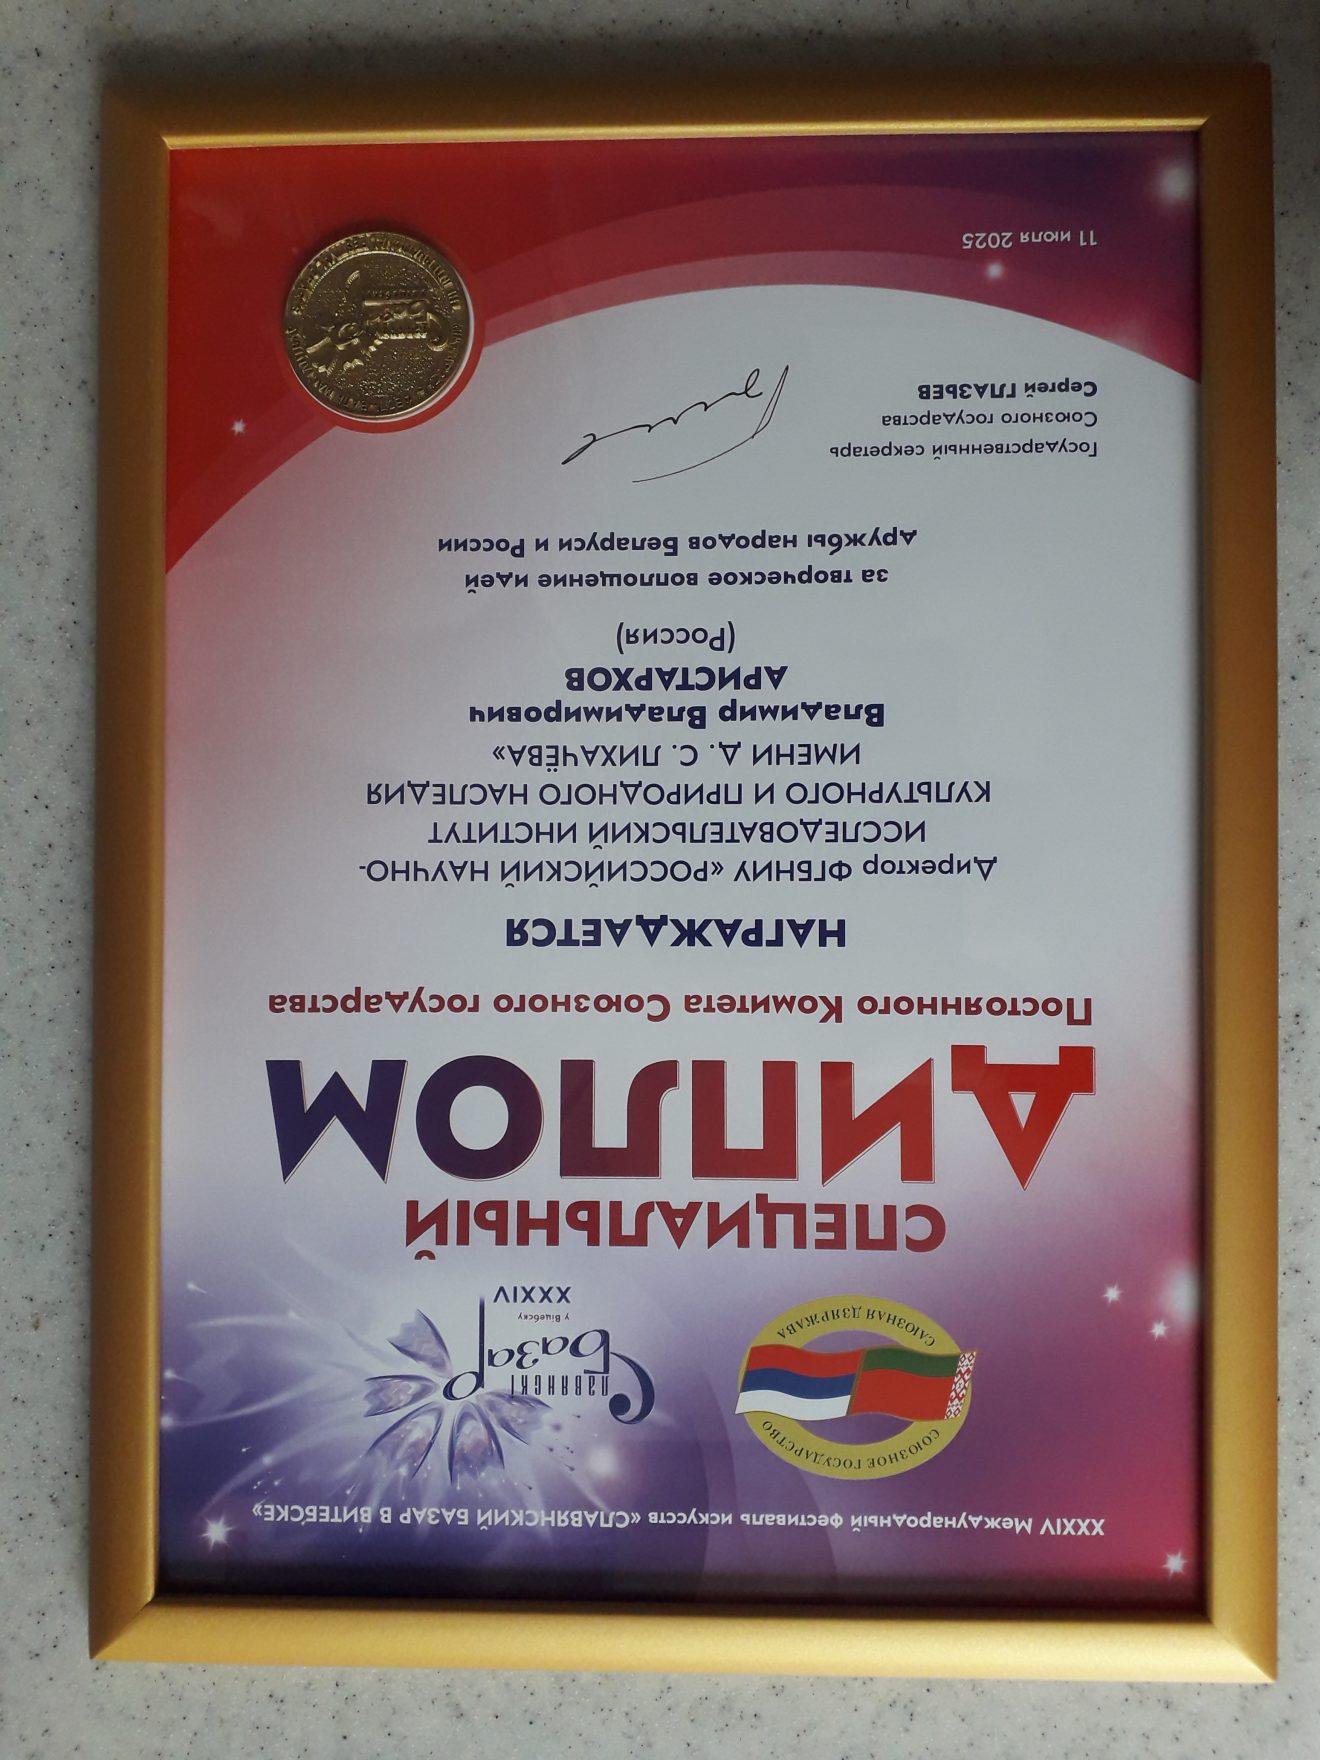 XXXIV Международный фестиваль искусств «СЛАВЯНСКИЙ БАЗАР В ВИТЕБСКЕ»
СОЮЗНОЕ ГОСУДАРСТВО
САЮЗНАЯ ДЗЯРЖАВА
Славянскі
базар
у Віцебску
XXXIV
СПЕЦИАЛЬНЫЙ
ДИПЛОМ
Постоянного Комитета Союзного государства
НАГРАЖДАЕТСЯ
Директор ФГБНИУ «РОССИЙСКИЙ НАУЧНО-
ИССЛЕДОВАТЕЛЬСКИЙ ИНСТИТУТ
КУЛЬТУРНОГО И ПРИРОДНОГО НАСЛЕДИЯ
ИМЕНИ Д. С. ЛИХАЧЁВА»
Владимир Владимирович
АРИСТАРХОВ
(Россия)
за творческое воплощение идей
дружбы народов Беларуси и России
Государственный секретарь
Союзного государства
Сергей ГЛАЗЬЕВ
11 июля 2025